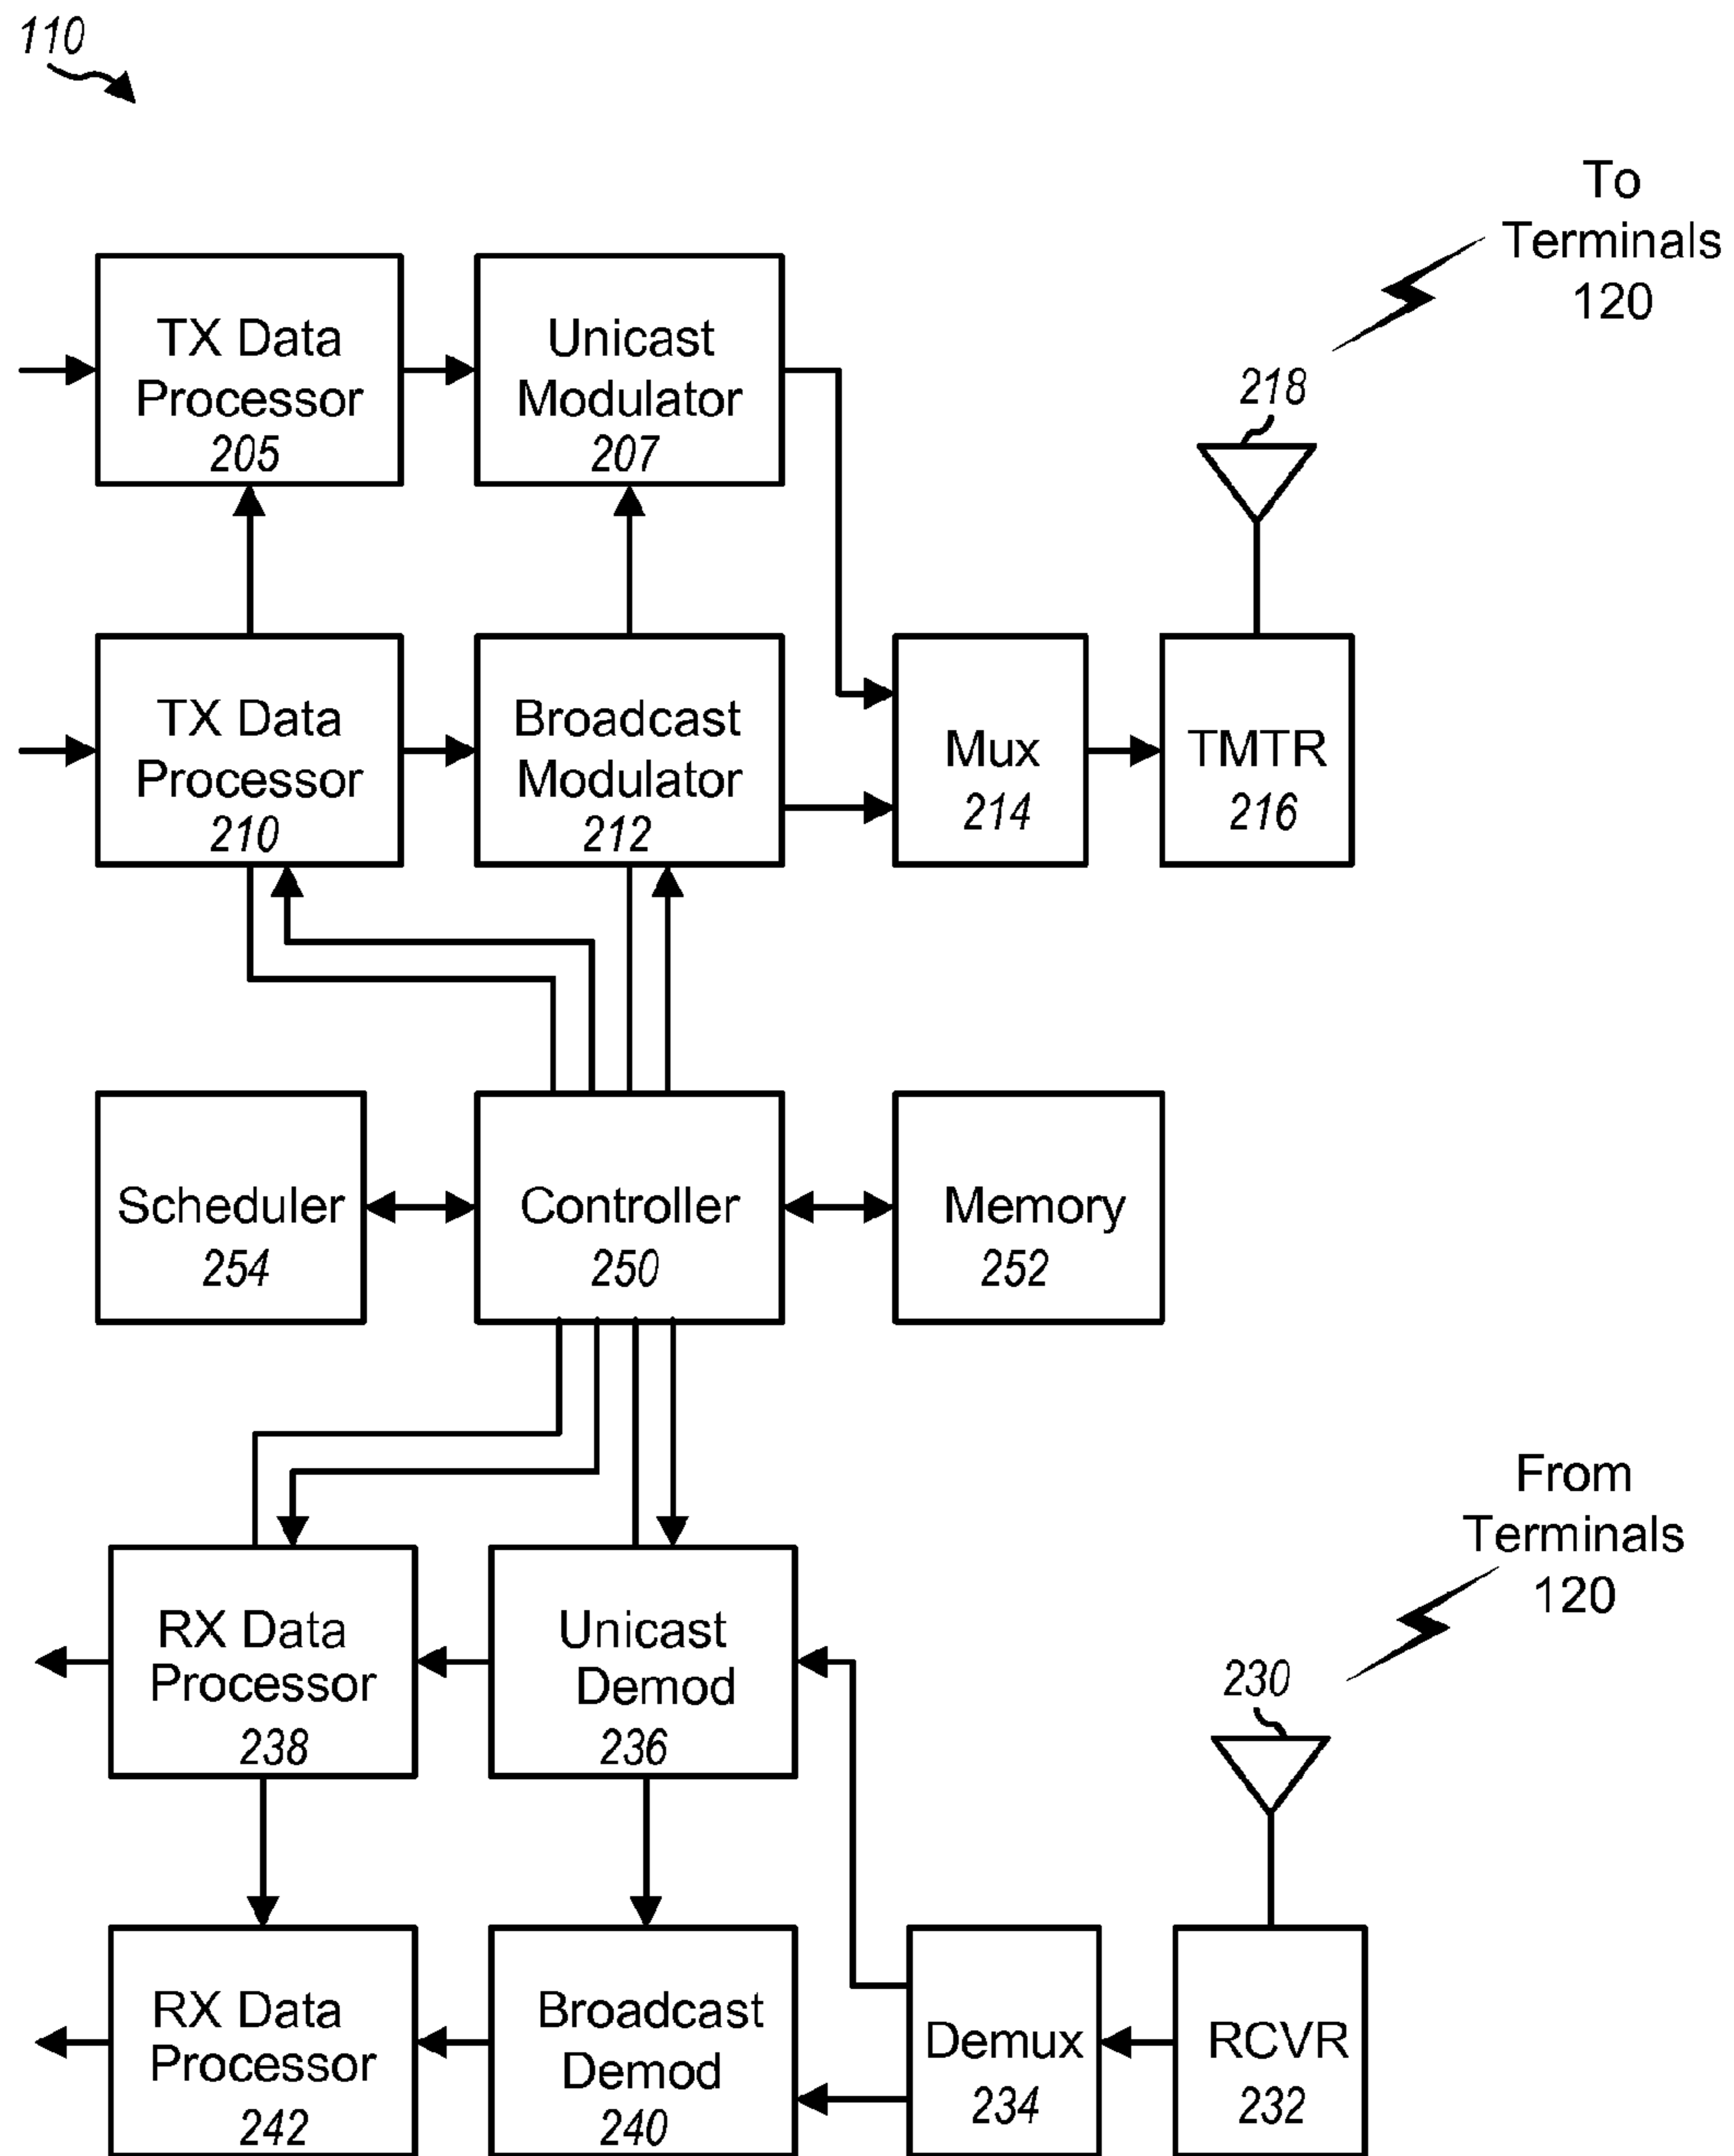 110
To
Terminals
120
TX Data
Processor
205
Unicast
Modulator
207
218
TX Data
Processor
210
Broadcast
Modulator
212
Mux
214
TMTR
216
Scheduler
254
Controller
250
Memory
252
From
Terminals
120
RX Data
Processor
238
Unicast
Demod
236
230
RX Data
Processor
242
Broadcast
Demod
240
Demux
234
RCVR
232